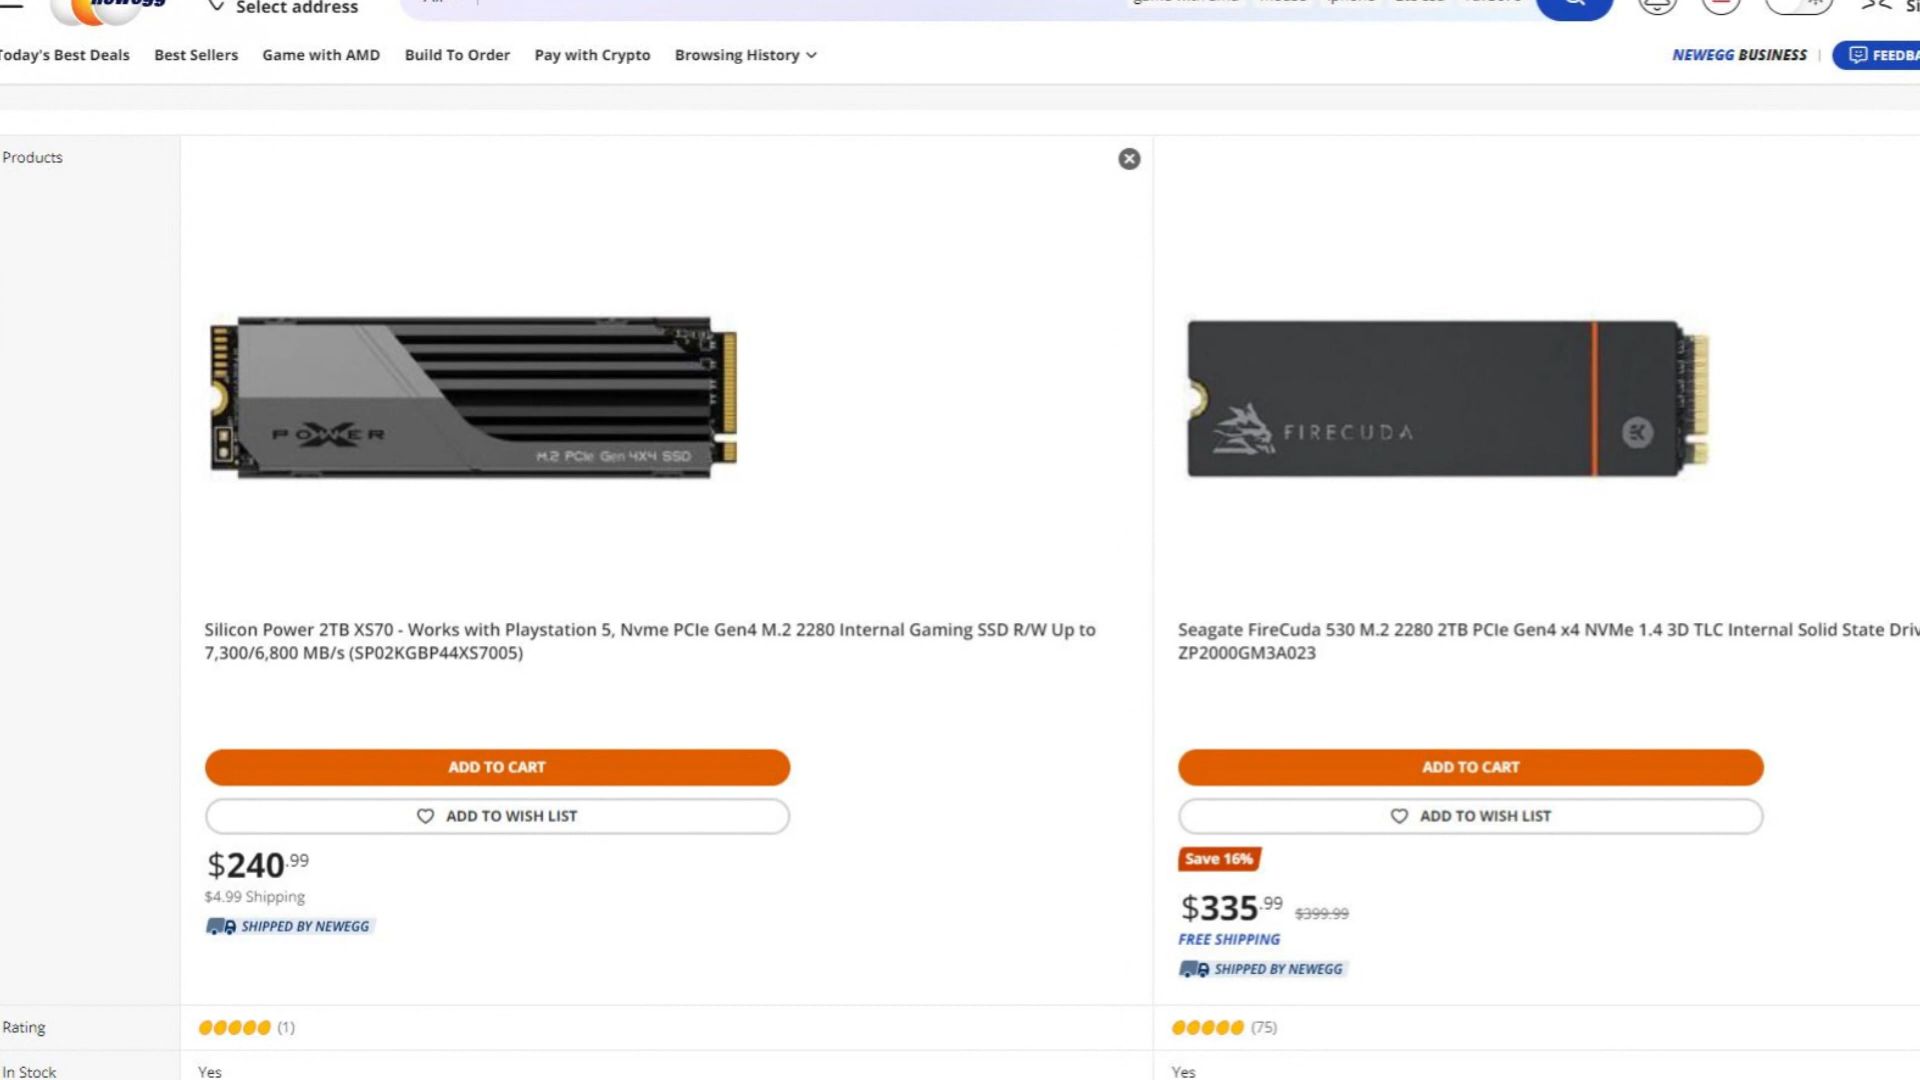 newegg
Select address
Today's Best Deals
Best Sellers
Game with AMD
Build To Order
Pay with Crypto
Browsing History
NEWEGG BUSINESS
Products
POWER
M.2 PCIe Gen 4X4 SSD
FIRECUDA
Silicon Power 2TB XS70 - Works with Playstation 5, Nvme PCIe Gen4 M.2 2280 Internal Gaming SSD R/W Up to
7,300/6,800 MB/s (SP02KGBP44XS7005)
Seagate FireCuda 530 M.2 2280 2TB PCIe Gen4 x4 NVMe 1.4 3D TLC Internal Solid State Driv
ZP2000GM3A023
ADD TO CART
ADD TO CART
ADD TO WISH LIST
ADD TO WISH LIST
$240.99
$4.99 Shipping
SHIPPED BY NEWEGG
Save 16%
$335.99 $399.99
FREE SHIPPING
SHIPPED BY NEWEGG
Rating
(1)
(75)
In Stock
Yes
Yes